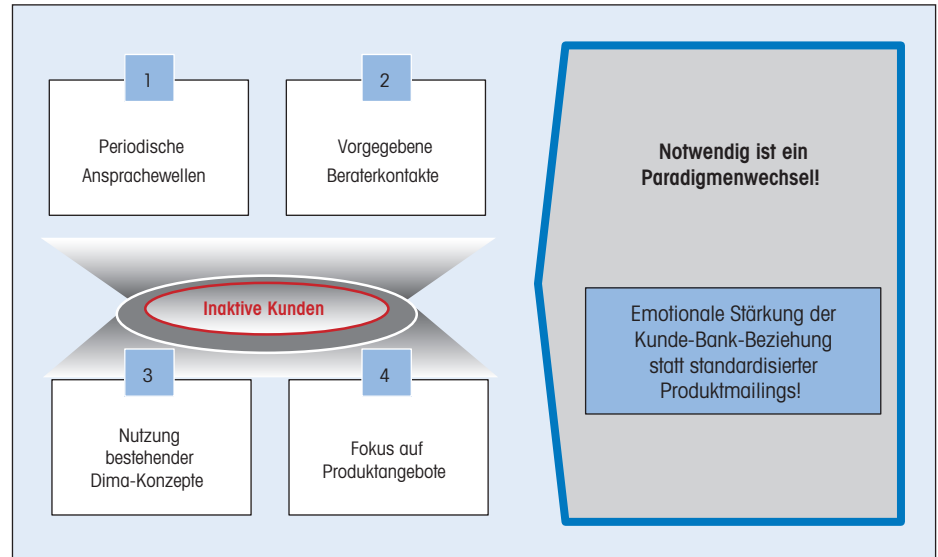 1
Periodische
Ansprachewellen
2
Vorgegebene
Beraterkontakte
Inaktive Kunden
3
Nutzung
bestehender
Dima-Konzepte
4
Fokus auf
Produktangebote
Notwendig ist ein
Paradigmenwechsel!
Emotionale Stärkung der
Kunde-Bank-Beziehung
statt standardisierter
Produktmailings!